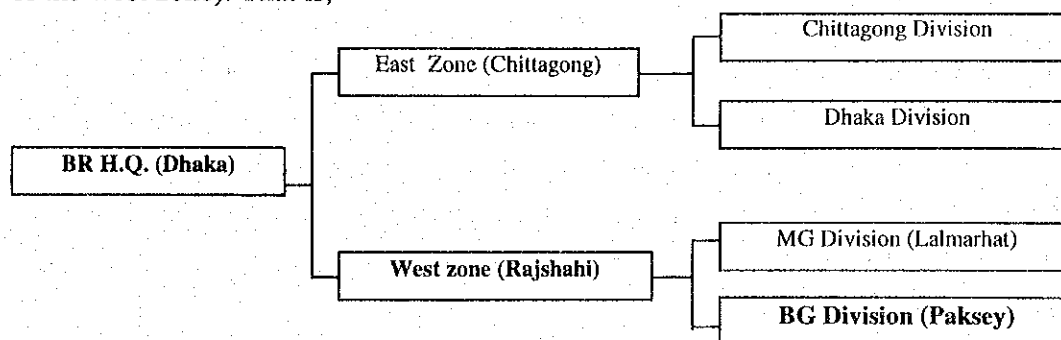 Chittagong Division
East Zone (Chittagong)
Dhaka Division
BR H.Q. (Dhaka)
MG Division (Lalmarhat)
West zone (Rajshahi)
BG Division (Paksey)